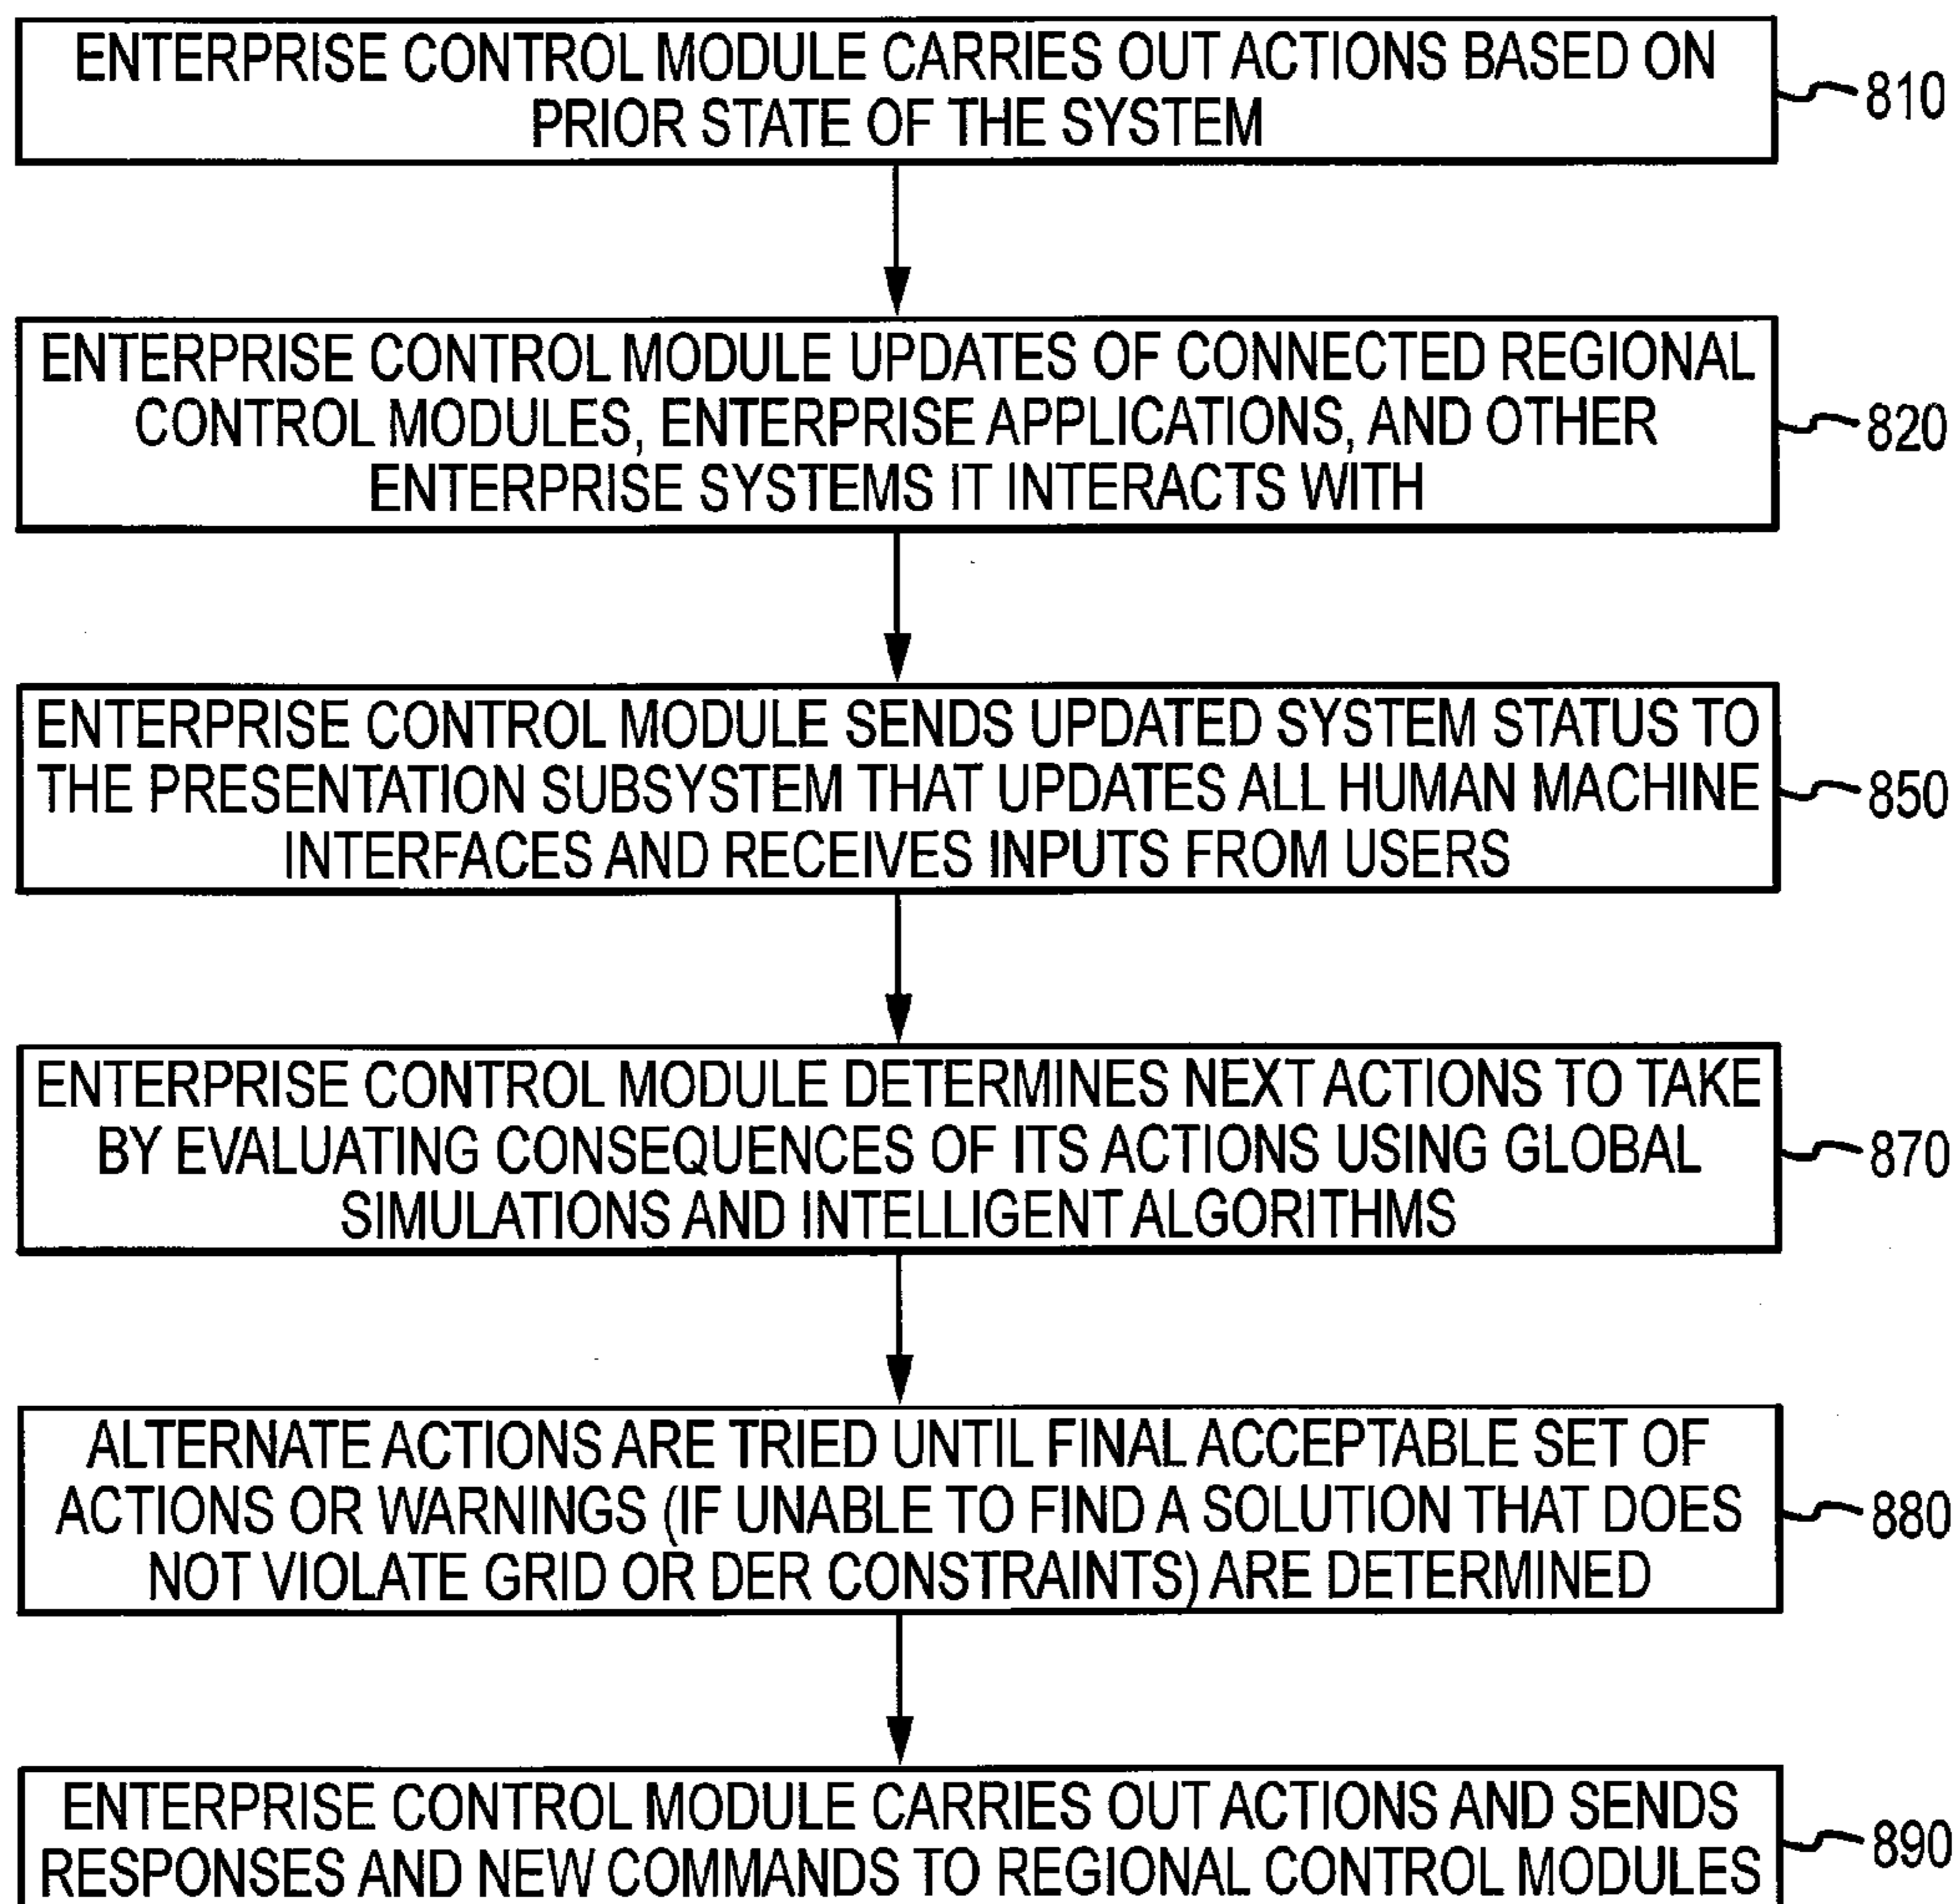 ENTERPRISE CONTROL MODULE CARRIES OUT ACTIONS BASED ON
PRIOR STATE OF THE SYSTEM
810
ENTERPRISE CONTROL MODULE UPDATES OF CONNECTED REGIONAL
CONTROL MODULES, ENTERPRISE APPLICATIONS, AND OTHER
ENTERPRISE SYSTEMS IT INTERACTS WITH
820
ENTERPRISE CONTROL MODULE SENDS UPDATED SYSTEM STATUS TO
THE PRESENTATION SUBSYSTEM THAT UPDATES ALL HUMAN MACHINE
INTERFACES AND RECEIVES INPUTS FROM USERS
850
ENTERPRISE CONTROL MODULE DETERMINES NEXT ACTIONS TO TAKE
BY EVALUATING CONSEQUENCES OF ITS ACTIONS USING GLOBAL
SIMULATIONS AND INTELLIGENT ALGORITHMS
870
ALTERNATE ACTIONS ARE TRIED UNTIL FINAL ACCEPTABLE SET OF
ACTIONS OR WARNINGS (IF UNABLE TO FIND A SOLUTION THAT DOES
NOT VIOLATE GRID OR DER CONSTRAINTS) ARE DETERMINED
880
ENTERPRISE CONTROL MODULE CARRIES OUT ACTIONS AND SENDS
RESPONSES AND NEW COMMANDS TO REGIONAL CONTROL MODULES
890